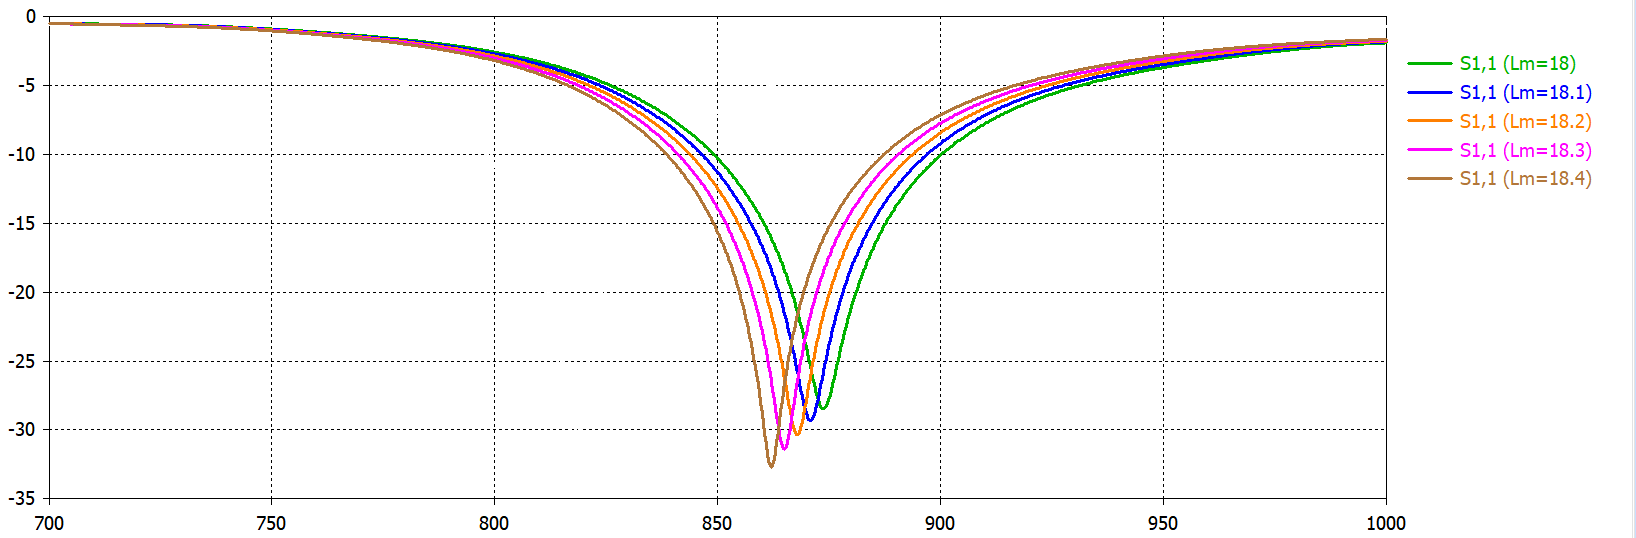 0
-5
-10
-15
-20
-25
-30
-35
700 750 800 850 900 950 1000
S1,1 (Lm=18)
S1,1 (Lm=18.1)
S1,1 (Lm=18.2)
S1,1 (Lm=18.3)
S1,1 (Lm=18.4)